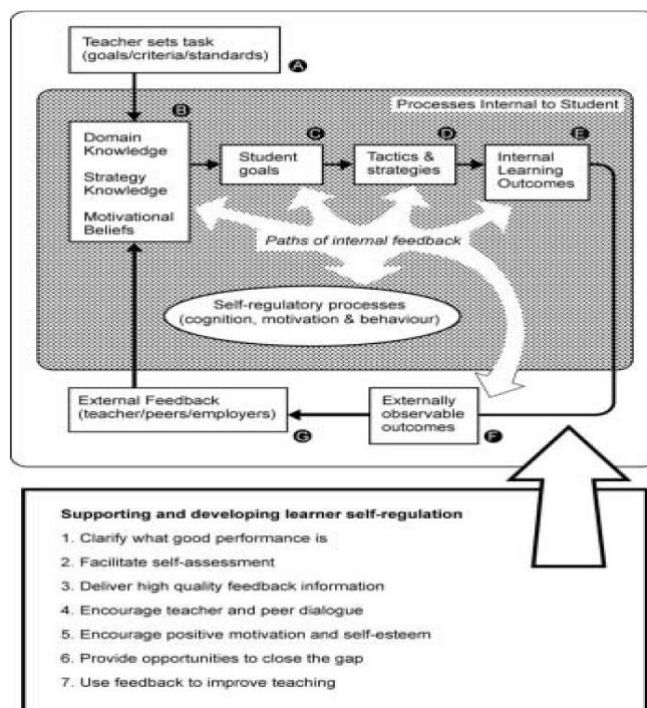 Teacher sets task
(goals/criteria/standards)
A
Processes Internal to Student
B
Domain
Knowledge
Strategy
Knowledge
Motivational
Beliefs
C
Student
goals
D
Tactics &
strategies
E
Internal
Learning
Outcomes
Paths of internal feedback
Self-regulatory processes
(cognition, motivation & behaviour)
External Feedback
(teacher/peers/employers)
G
Externally
observable
outcomes
F
Supporting and developing learner self-regulation
1. Clarify what good performance is
2. Facilitate self-assessment
3. Deliver high quality feedback information
4. Encourage teacher and peer dialogue
5. Encourage positive motivation and self-esteem
6. Provide opportunities to close the gap
7. Use feedback to improve teaching